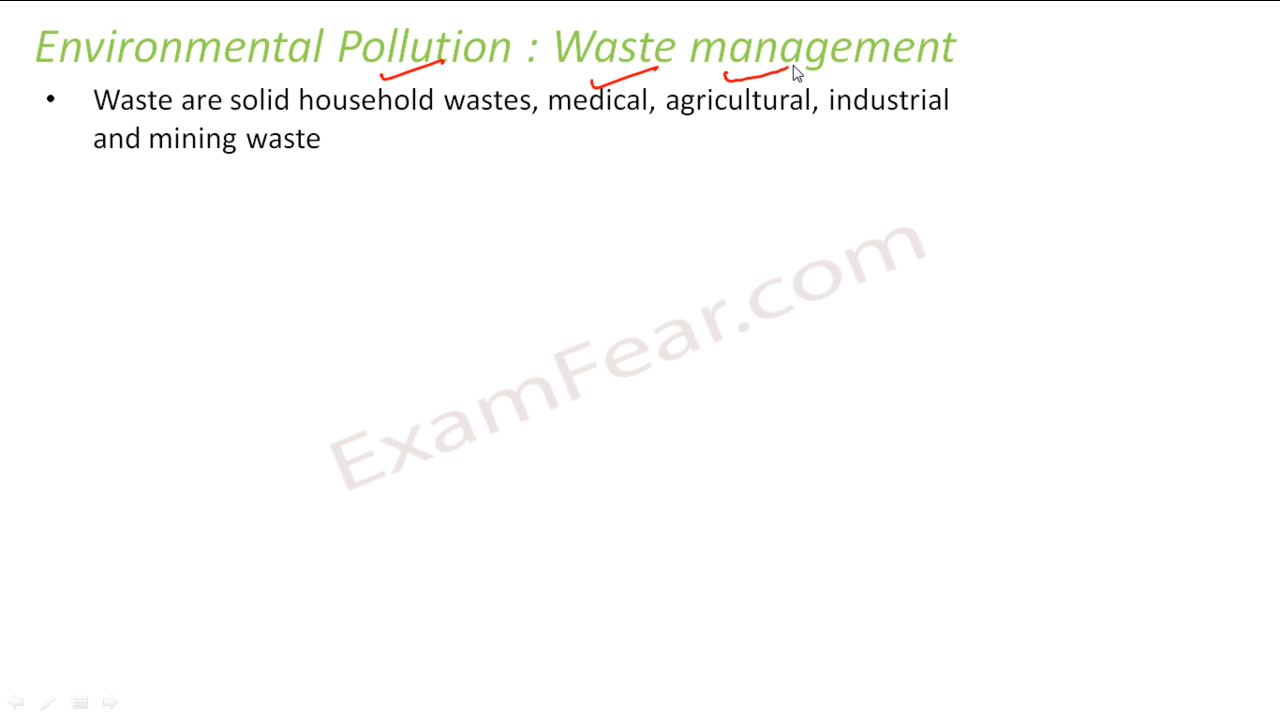 Environmental Pollution : Waste management
• Waste are solid household wastes, medical, agricultural, industrial
and mining waste
ExamFear.com